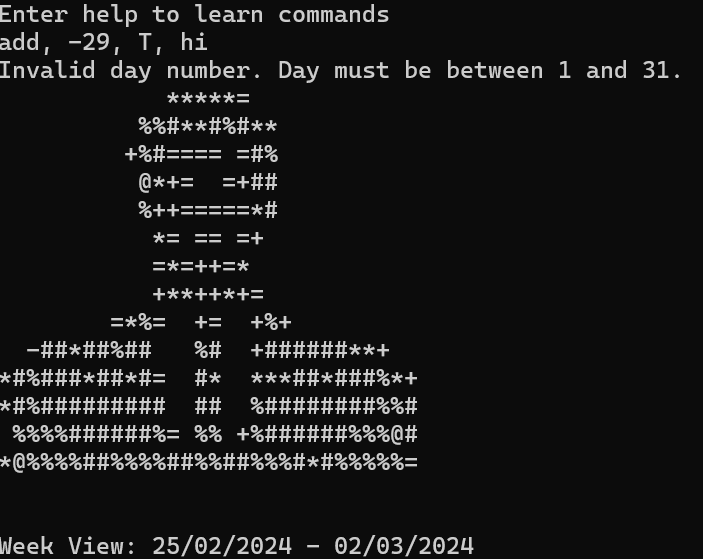 Enter help to learn commands
add, -29, T, hi
Invalid day number. Day must be between 1 and 31.
            *****=
          %%#**#%#**
         +%#==== =#%
          @*+=  =+##
          %++=====*#
           *= == =+
           =*=++=*
           +**++*+=
        =*%=  +=  +%+
  -##*##%##   %#  +######**+
*#%###*##*#=  #*  ***##*###%*+
*#%#########  ##  %########%%#
 %%%%######%= %% +%######%%%@#
*@%%%%##%%%%##%%##%%%#*#%%%%%=
Week View: 25/02/2024 - 02/03/2024